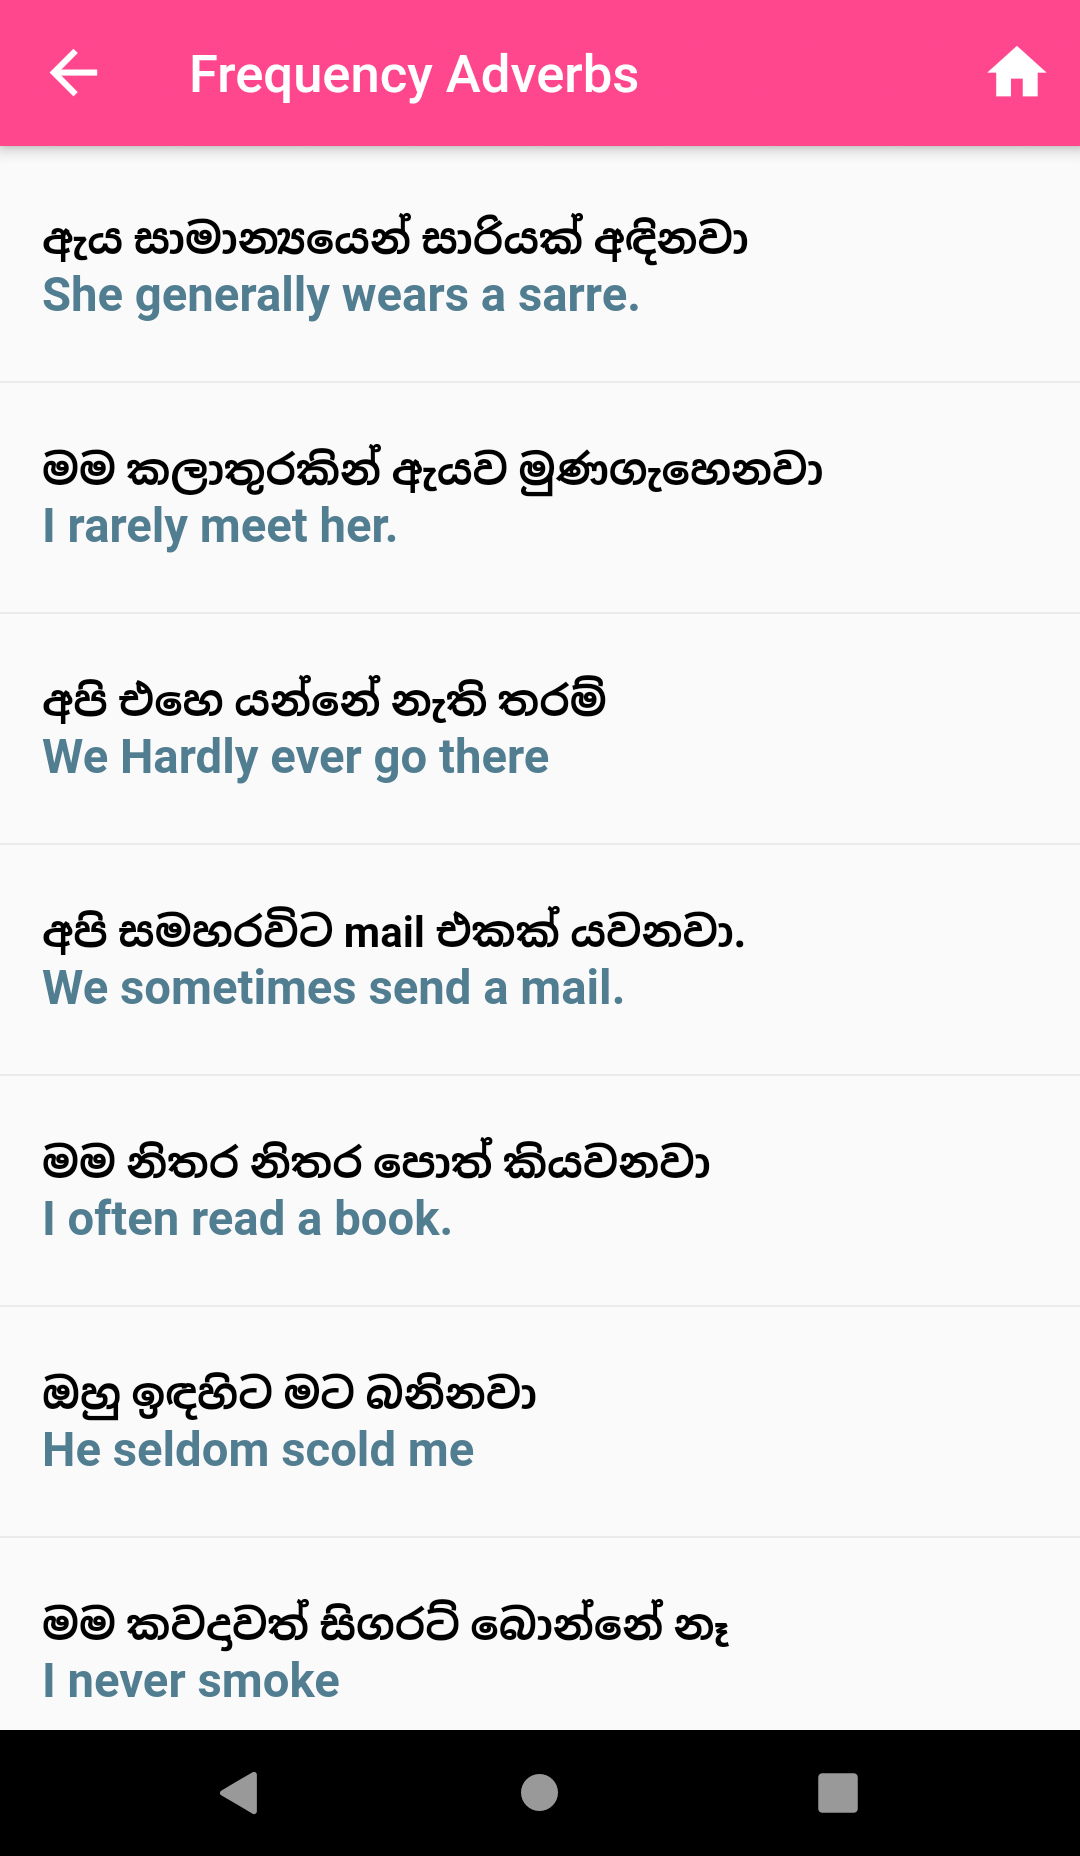 Frequency Adverbs
ඇය සාමාන්‍යයෙන් සාරියක් අඳිනවා
She generally wears a sarre.
මම කලාතුරකින් ඇයව මුණගැහෙනවා
I rarely meet her.
අපි එහෙ යන්නේ නැති තරම්
We Hardly ever go there
අපි සමහරවිට mail එකක් යවනවා.
We sometimes send a mail.
මම නිතර නිතර පොත් කියවනවා
I often read a book.
ඔහු ඉඳහිට මට බනිනවා
He seldom scold me
මම කවදාවත් සිගරට් බොන්නේ නෑ
I never smoke